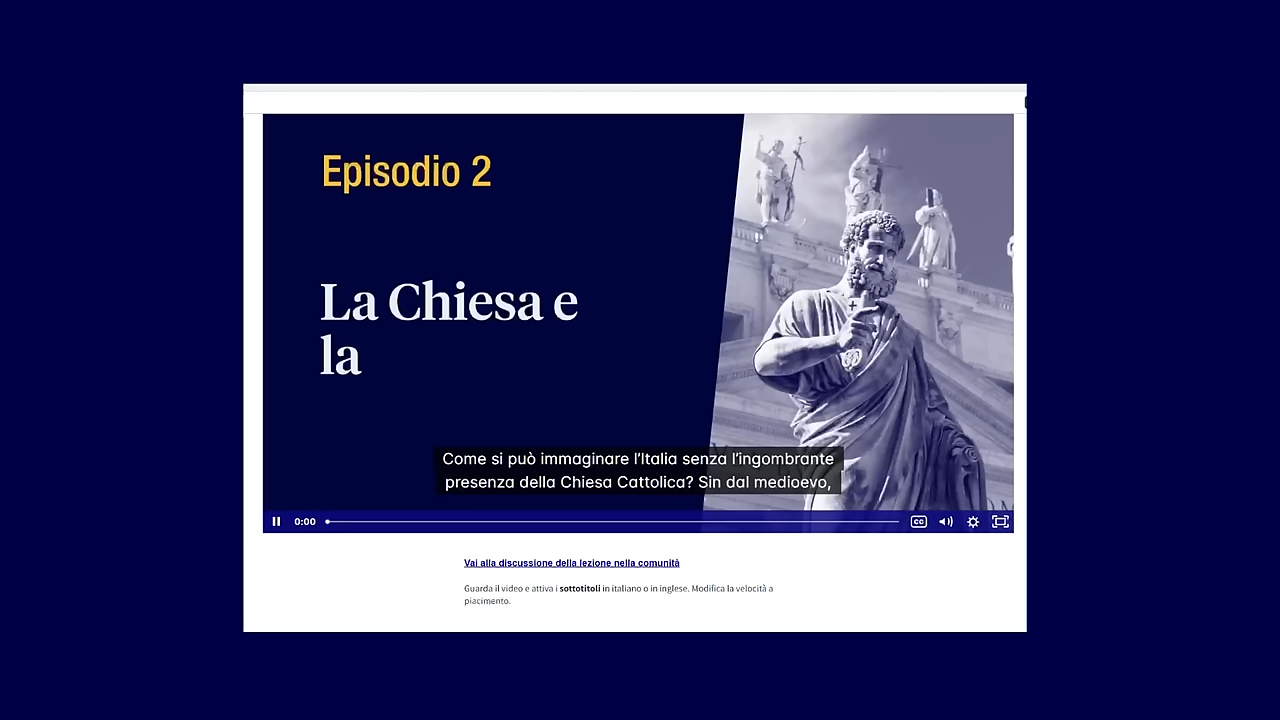 Episodio 2
La Chiesa e
la
Come si può immaginare l'Italia senza l'ingombrante
presenza della Chiesa Cattolica? Sin dal medioevo,
0:00
CC
Vai alla discussione della lezione nella comunità
Guarda il video e attiva i sottotitoli in italiano o in inglese. Modifica la velocità a
piacimento.